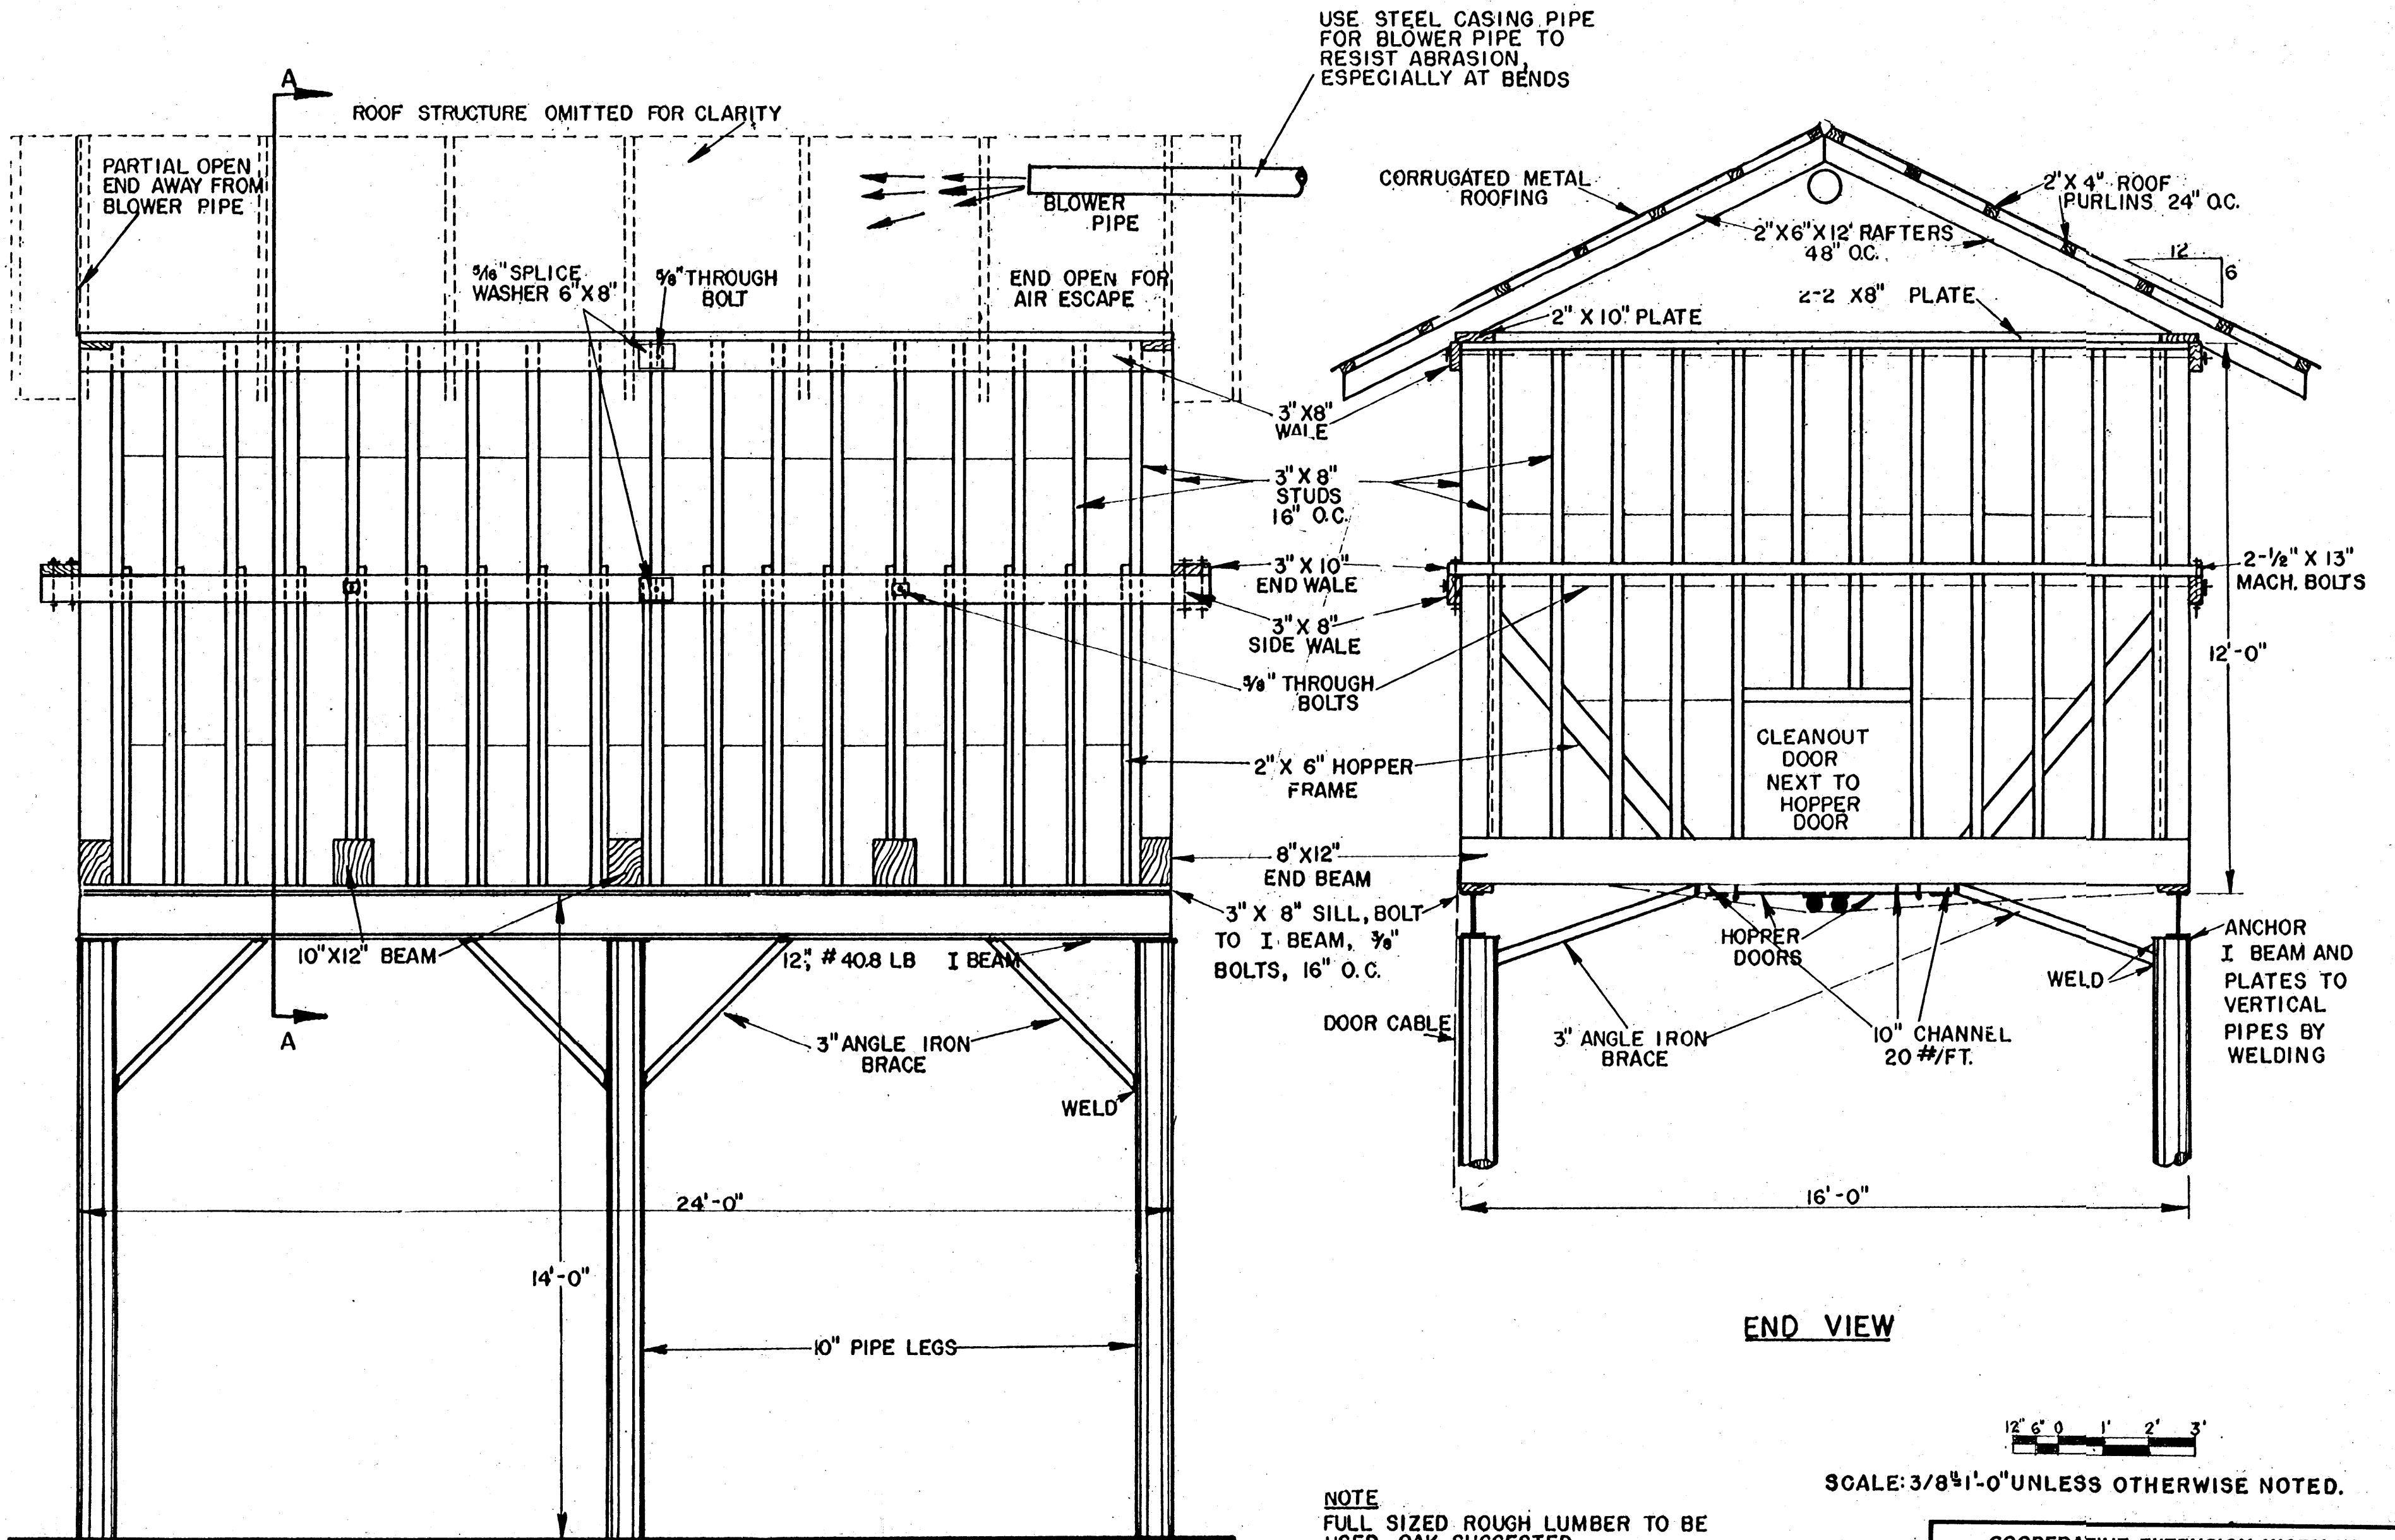 USE STEEL CASING PIPE
FOR BLOWER PIPE TO
RESIST ABRASION,
ESPECIALLY AT BENDS
A
ROOF STRUCTURE OMITTED FOR CLARITY
PARTIAL OPEN
END AWAY FROM
BLOWER PIPE
BLOWER
PIPE
5/16" SPLICE
WASHER 6"X8"
5/8" THROUGH
BOLT
END OPEN FOR
AIR ESCAPE
CORRUGATED METAL
ROOFING
2"X 4" ROOF
PURLINS 24" O.C.
2"X6"X12' RAFTERS
48" O.C.
12
6
2-2 X8" PLATE
2" X 10" PLATE
3" X8"
WALE
3" X 8"
STUDS
16" O.C.
3" X 10"
END WALE
2-1/2" X 13"
MACH. BOLTS
3" X 8"
SIDE WALE
12'-0"
5/8" THROUGH
BOLTS
2" X 6" HOPPER
FRAME
CLEANOUT
DOOR
NEXT TO
HOPPER
DOOR
8"X12"
END BEAM
3" X 8" SILL, BOLT
TO I BEAM, 3/8"
BOLTS, 16" O.C.
10"X12" BEAM
12", # 40.8 LB I BEAM
HOPPER
DOORS
WELD
ANCHOR
I BEAM AND
PLATES TO
VERTICAL
PIPES BY
WELDING
A
3" ANGLE IRON
BRACE
DOOR CABLE
3" ANGLE IRON
BRACE
10" CHANNEL
20 #/FT.
WELD
24'-0"
16'-0"
14'-0"
10" PIPE LEGS
END VIEW
12" 6" 0 1' 2' 3'
SCALE: 3/8"=1'-0" UNLESS OTHERWISE NOTED.
NOTE
FULL SIZED ROUGH LUMBER TO BE